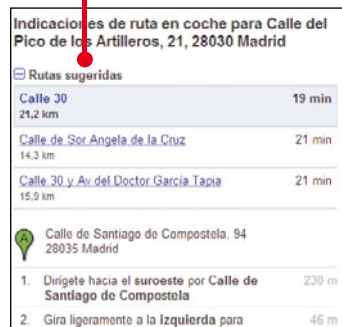 Indicaciones de ruta en coche para Calle del
Pico de los Artilleros, 21, 28030 Madrid
Rutas sugeridas
Calle 30 19 min
21,2 km
Calle de Sor Angela de la Cruz 21 min
14,3 km
Calle 30 y Av del Doctor García Tapia 21 min
15,9 km
A Calle de Santiago de Compostela, 94
28035 Madrid
1. Dirígete hacia el suroeste por Calle de 230 m
Santiago de Compostela
2. Gira ligeramente a la izquierda para 46 m